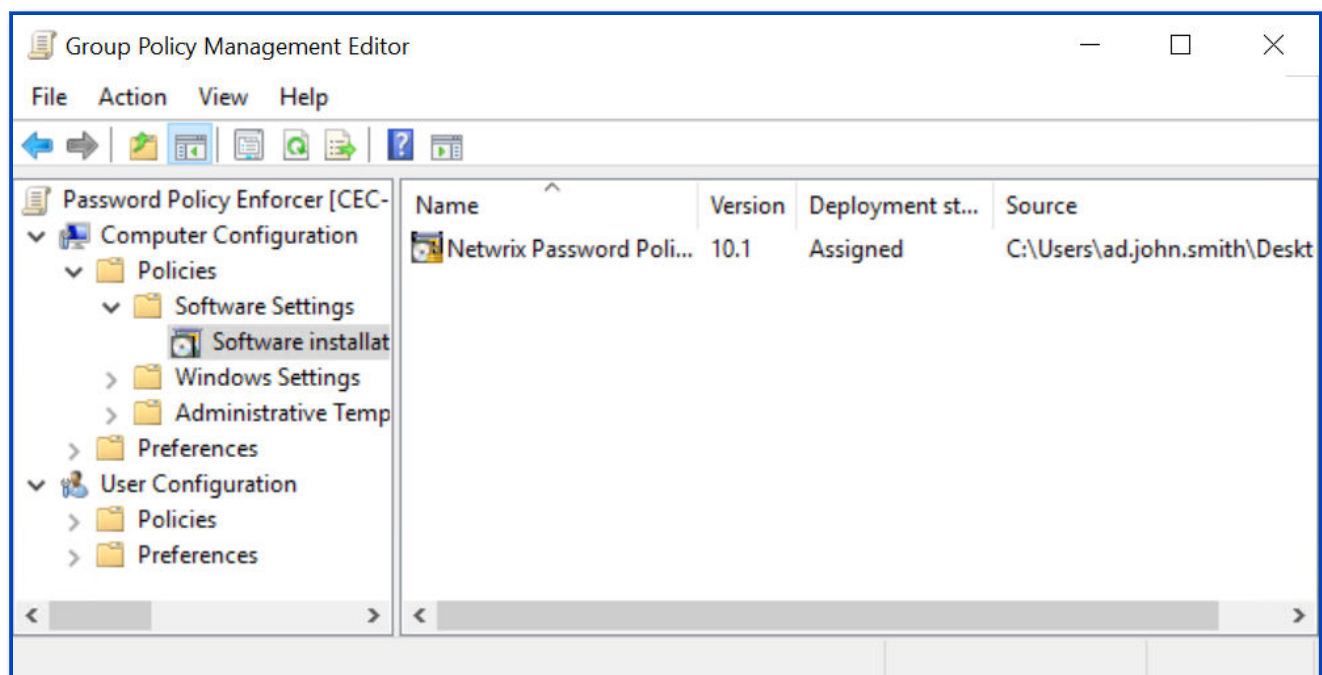 Group Policy Management Editor
File Action View Help
Password Policy Enforcer [CEC-
Computer Configuration
Policies
Software Settings
Software installat
Windows Settings
Administrative Temp
Preferences
User Configuration
Policies
Preferences
Name Version Deployment st... Source
Netwrix Password Poli... 10.1 Assigned C:\Users\ad.john.smith\Deskt